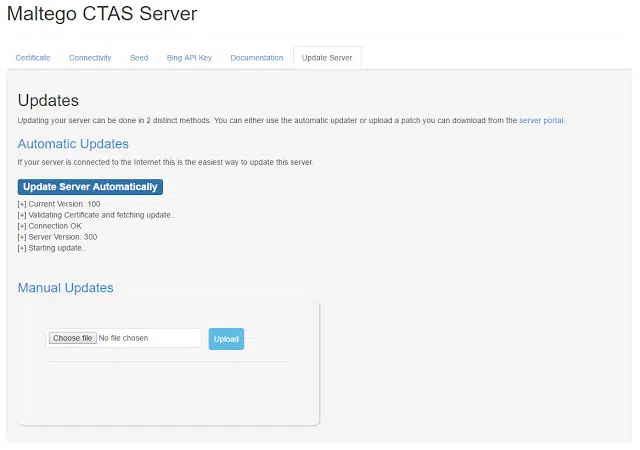 Maltego CTAS Server
Certificate Connectivity Seed Bing API Key Documentation Update Server
Updates
Updating your server can be done in 2 distinct methods. You can either use the automatic updater or upload a patch you can download from the server portal.
Automatic Updates
If your server is connected to the Internet this is the easiest way to update this server.
Update Server Automatically
[+] Current Version: 100
[+] Validating Certificate and fetching update..
[+] Connection OK
[+] Server Version: 300
[+] Starting update..
Manual Updates
Choose file No file chosen Upload